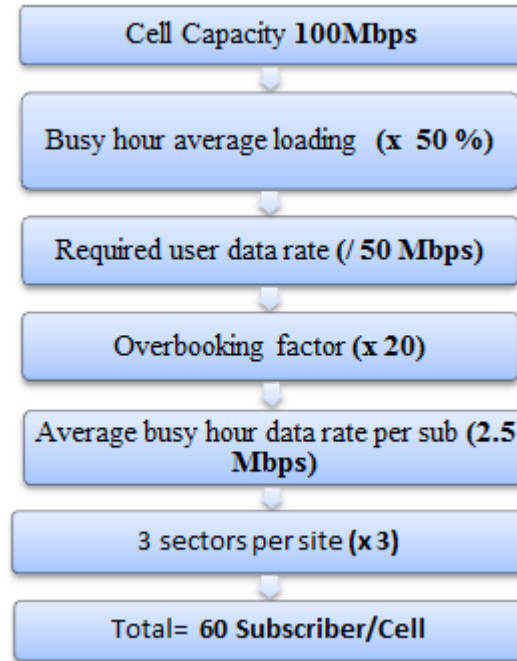 Cell Capacity 100Mbps
Busy hour average loading (x 50 %)
Required user data rate (/ 50 Mbps)
Overbooking factor (x 20)
Average busy hour data rate per sub (2.5
Mbps)
3 sectors per site (x 3)
Total= 60 Subscriber/Cell